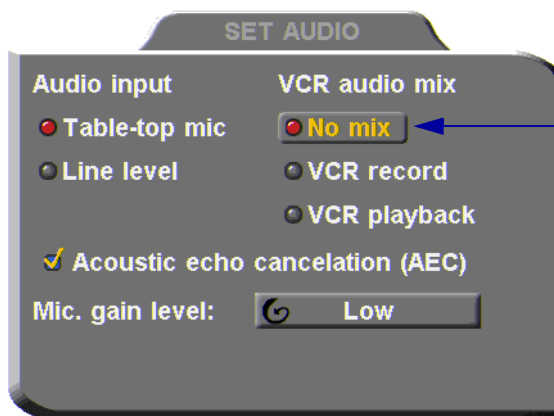 SET AUDIO
Audio input
VCR audio mix
Table-top mic
No mix
Line level
VCR record
VCR playback
Acoustic echo cancelation (AEC)
Mic. gain level: Low